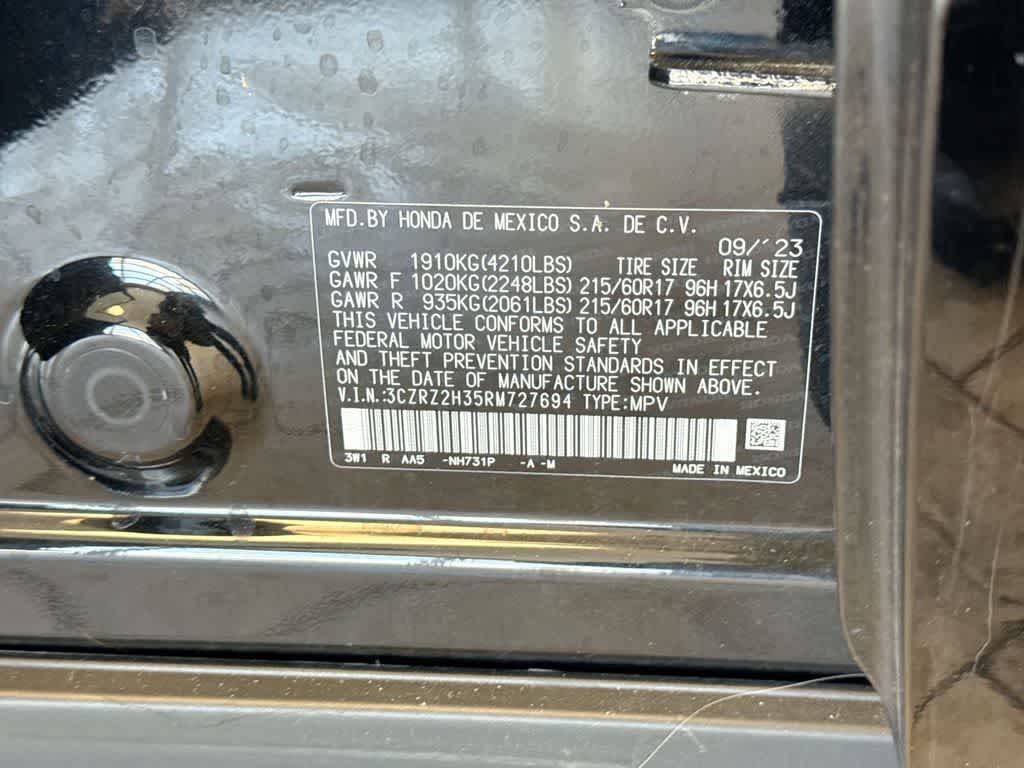 MFD.BY HONDA DE MEXICO S.A. DE C.V.
09/´23
GVWR 1910KG(4210LBS) TIRE SIZE RIM SIZE
GAWR F 1020KG(2248LBS) 215/60R17 96H 17X6.5J
GAWR R 935KG(2061LBS) 215/60R17 96H 17X6.5J
THIS VEHICLE CONFORMS TO ALL APPLICABLE
FEDERAL MOTOR VEHICLE SAFETY
AND THEFT PREVENTION STANDARDS IN EFFECT
ON THE DATE OF MANUFACTURE SHOWN ABOVE.
V.I.N:3CZRZ2H35RM727694 TYPE:MPV
3W1 R AA5 -NH731P -A -M
MADE IN MEXICO